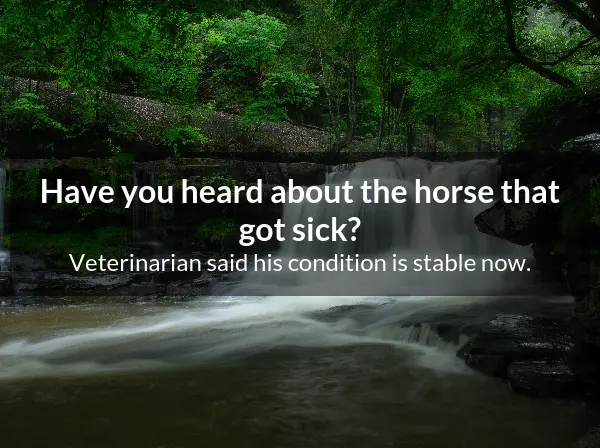 Have you heard about the horse that
got sick?
Veterinarian said his condition is stable now.